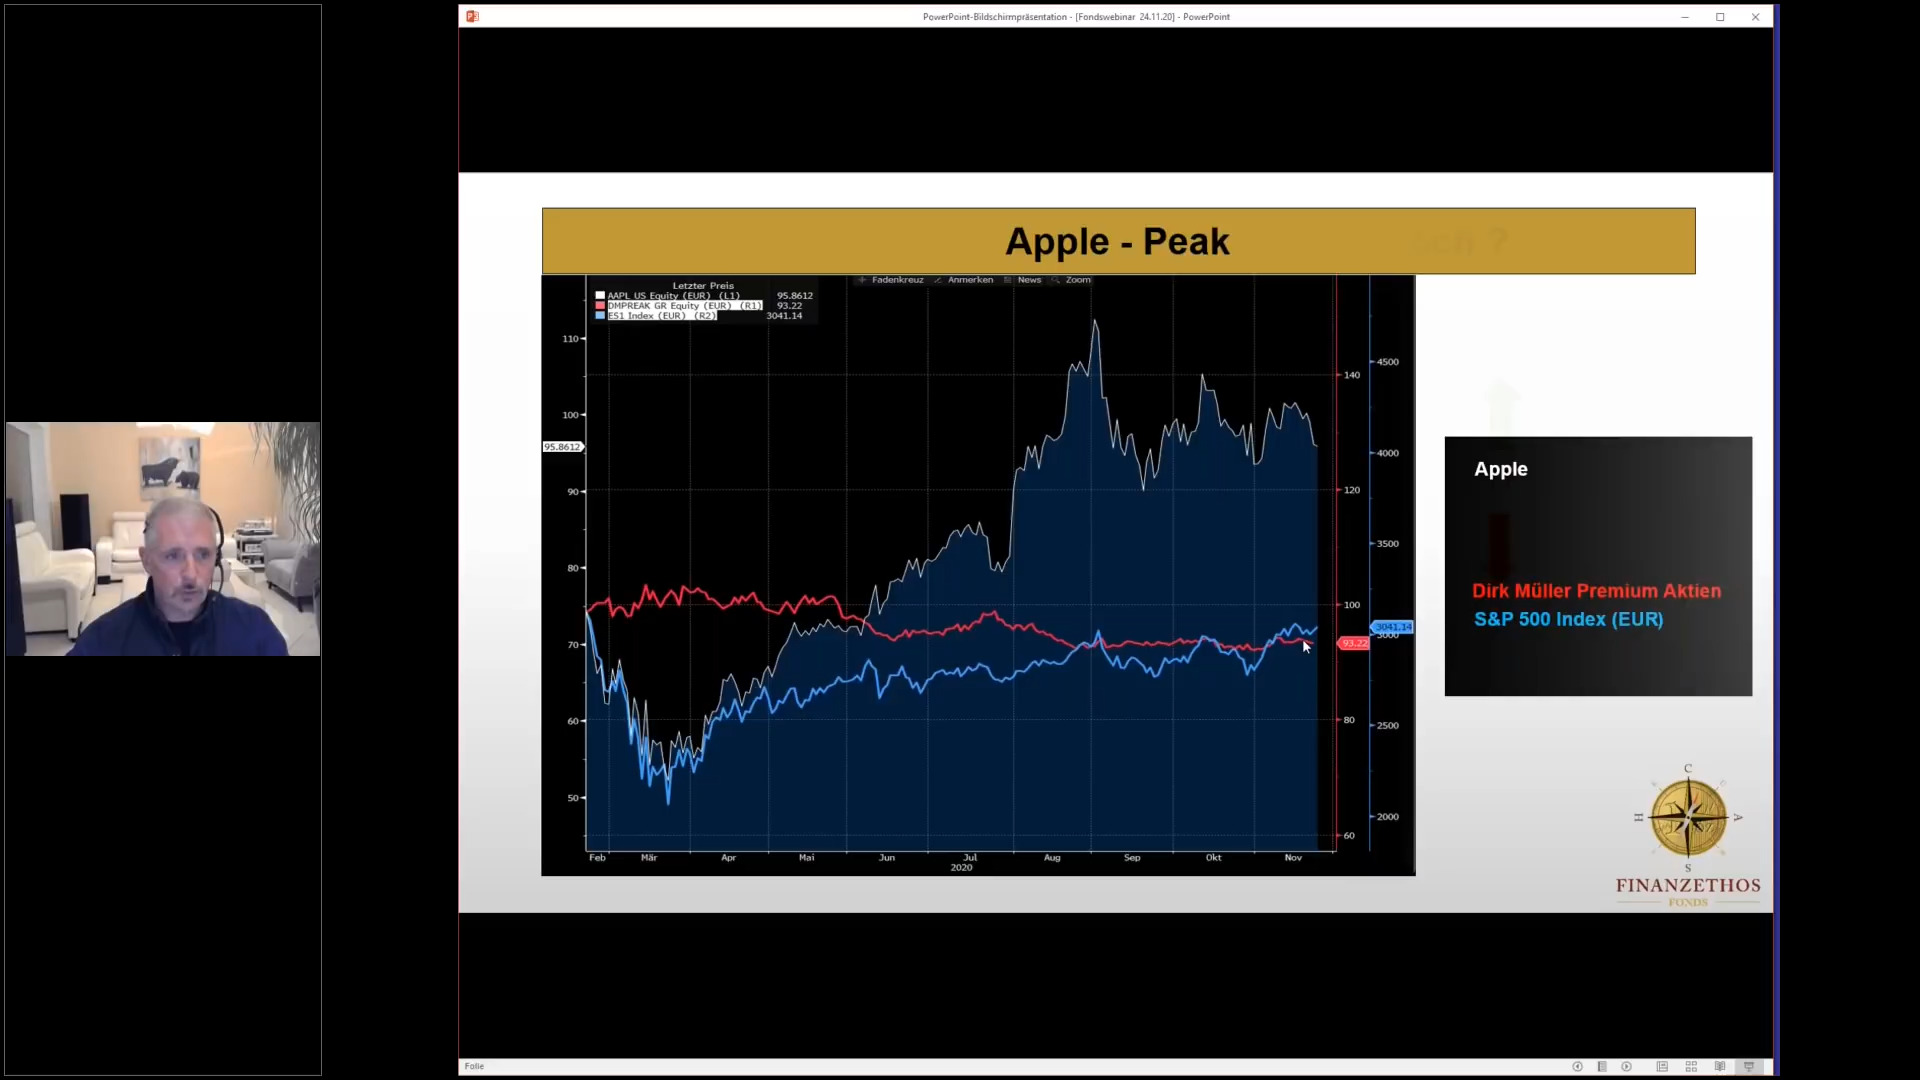 PowerPoint-Bildschirmpräsentation - [Fondswebinar 24.11.20] - PowerPoint
Apple - Peak
Letzter Preis
AAPL US Equity (EUR) (L1) 95.8612
DMPREAK GR Equity (EUR) (R1) 93.22
ES1 Index (EUR) (R2) 3041.14
Fadenkreuz Anmerken News Zoom
110
100
95.8612
90
80
70
60
50
140
120
100
93.22
80
60
4500
4000
3500
3041.14
3000
2500
2000
Feb Mär Apr Mai Jun Jul Aug Sep Okt Nov
2020
Apple
Dirk Müller Premium Aktien
S&P 500 Index (EUR)
C
H A
S
FINANZETHOS
FONDS
Folie